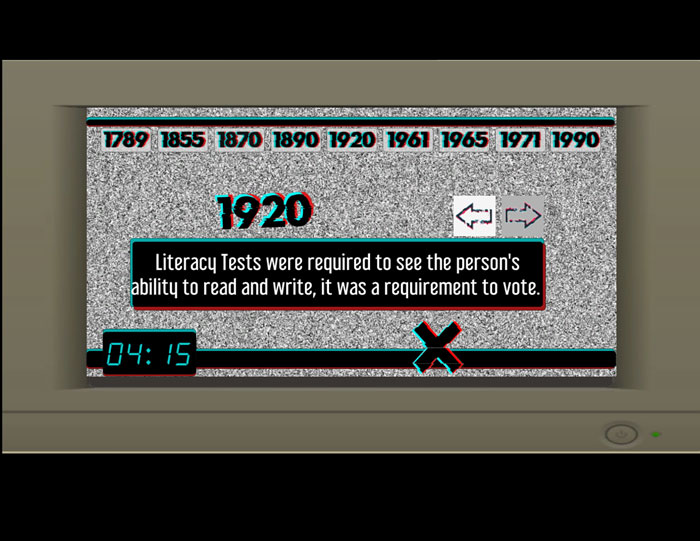 1789 1855 1870 1890 1920 1961 1965 1971 1990
1920
Literacy Tests were required to see the person's
ability to read and write, it was a requirement to vote.
04:15
X